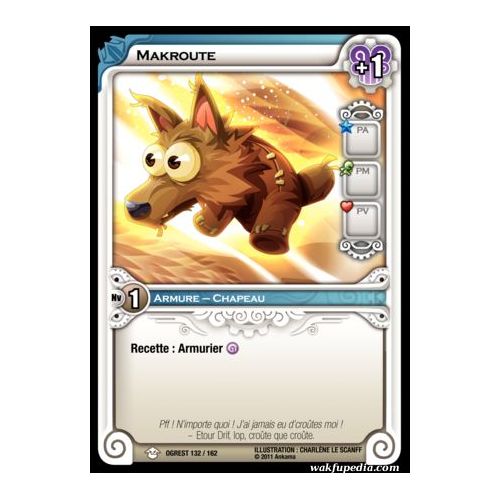 Makroute
+1
PA
PM
PV
Nv 1
Armure – Chapeau
Recette : Armurier
Pff ! N'importe quoi ! J'ai jamais eu d'croûtes moi !
– Etour Drif, Iop, croûte que croûte.
OGREST 132 / 162
ILLUSTRATION : CHARLÈNE LE SCANFF
© 2011 Ankama
wakfupedia.com